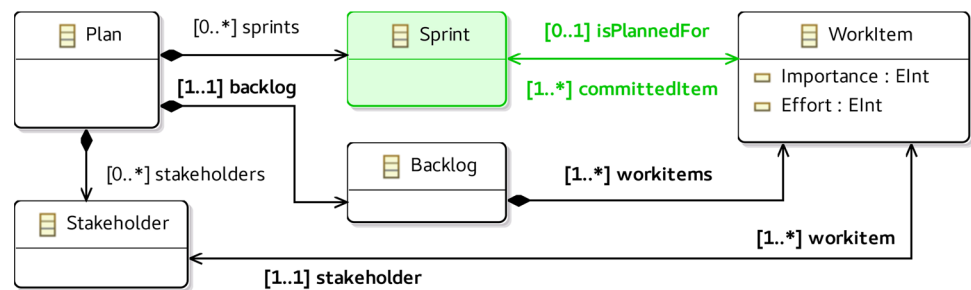 Plan
[0..*] sprints
Sprint
[0..1] isPlannedFor
WorkItem
[1..1] backlog
[1..*] committedItem
Importance : EInt
Effort : EInt
[0..*] stakeholders
Backlog
[1..*] workitems
Stakeholder
[1..*] workitem
[1..1] stakeholder